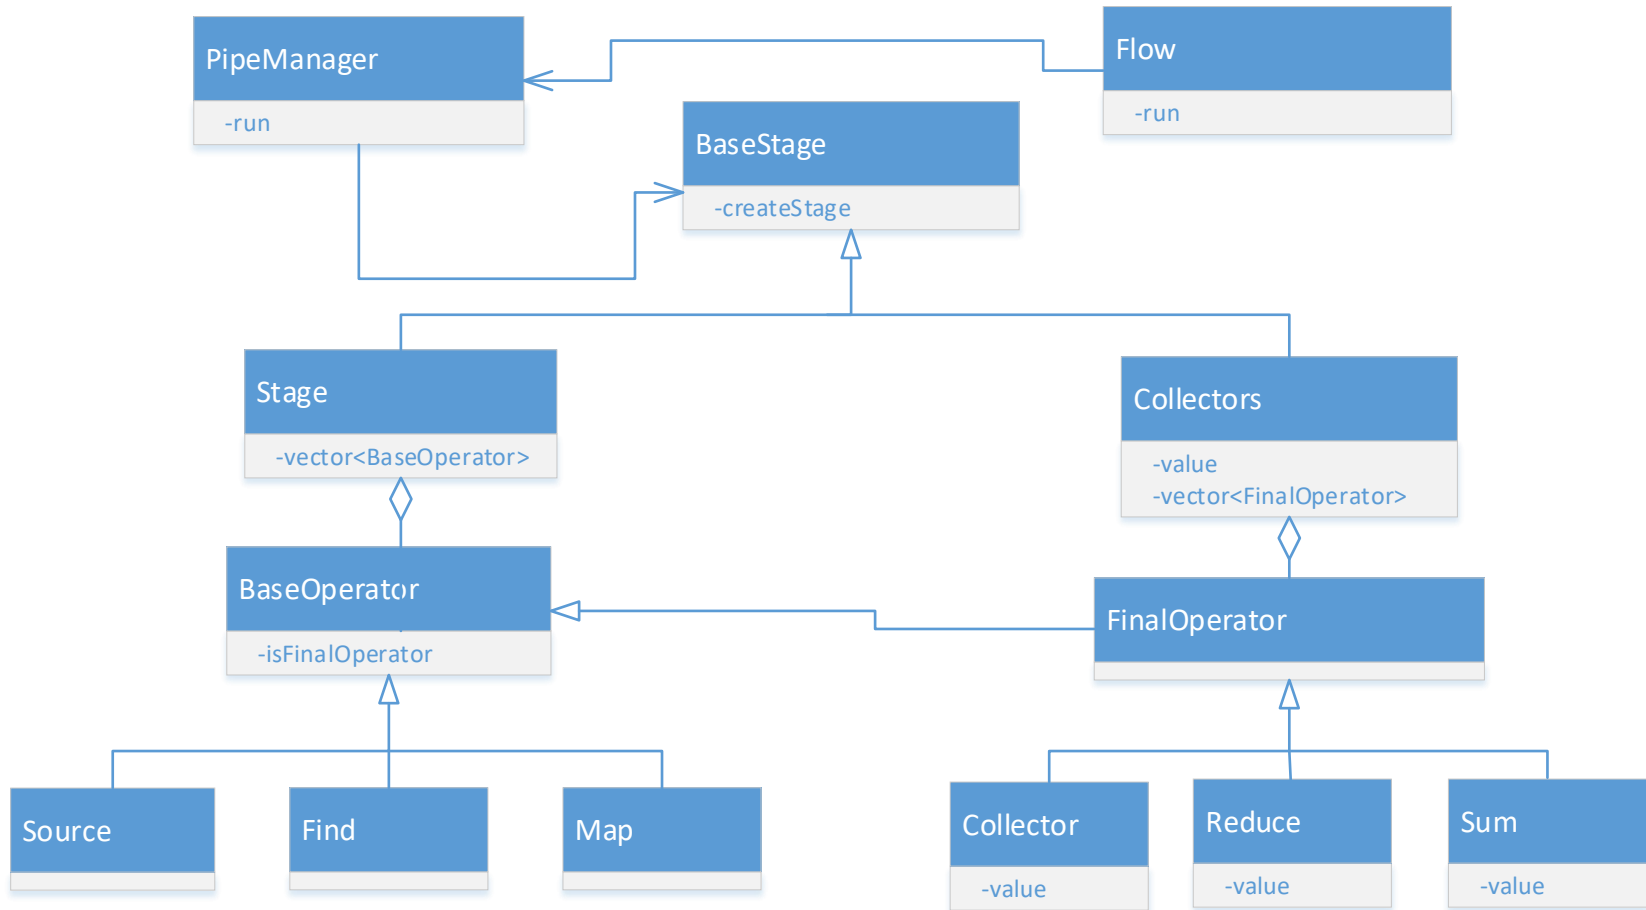 PipeManager
-run
Flow
-run
BaseStage
-createStage
Stage
-vector<BaseOperator>
Collectors
-value
-vector<FinalOperator>
BaseOperator
-isFinalOperator
FinalOperator
Source
Find
Map
Collector
-value
Reduce
-value
Sum
-value